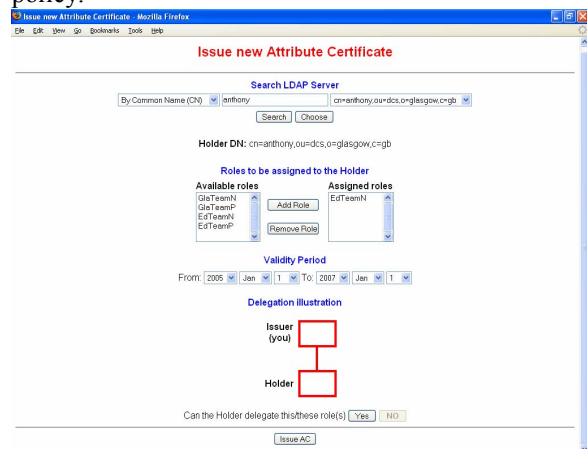 policy.
Issue new Attribute Certificate - Mozilla Firefox
File Edit View Go Bookmarks Tools Help
Issue new Attribute Certificate
Search LDAP Server
By Common Name (CN) anthony cn=anthony,ou=dcs,o=glasgow,c=gb
Search Choose
Holder DN: cn=anthony,ou=dcs,o=glasgow,c=gb
Roles to be assigned to the Holder
Available roles Assigned roles
GlaTeamN EdTeamN
GlaTeamP Add Role
EdTeamN
EdTeamP Remove Role
Validity Period
From: 2005 Jan 1 To: 2007 Jan 1
Delegation illustration
Issuer
(you)
Holder
Can the Holder delegate this/these role(s) Yes NO
Issue AC